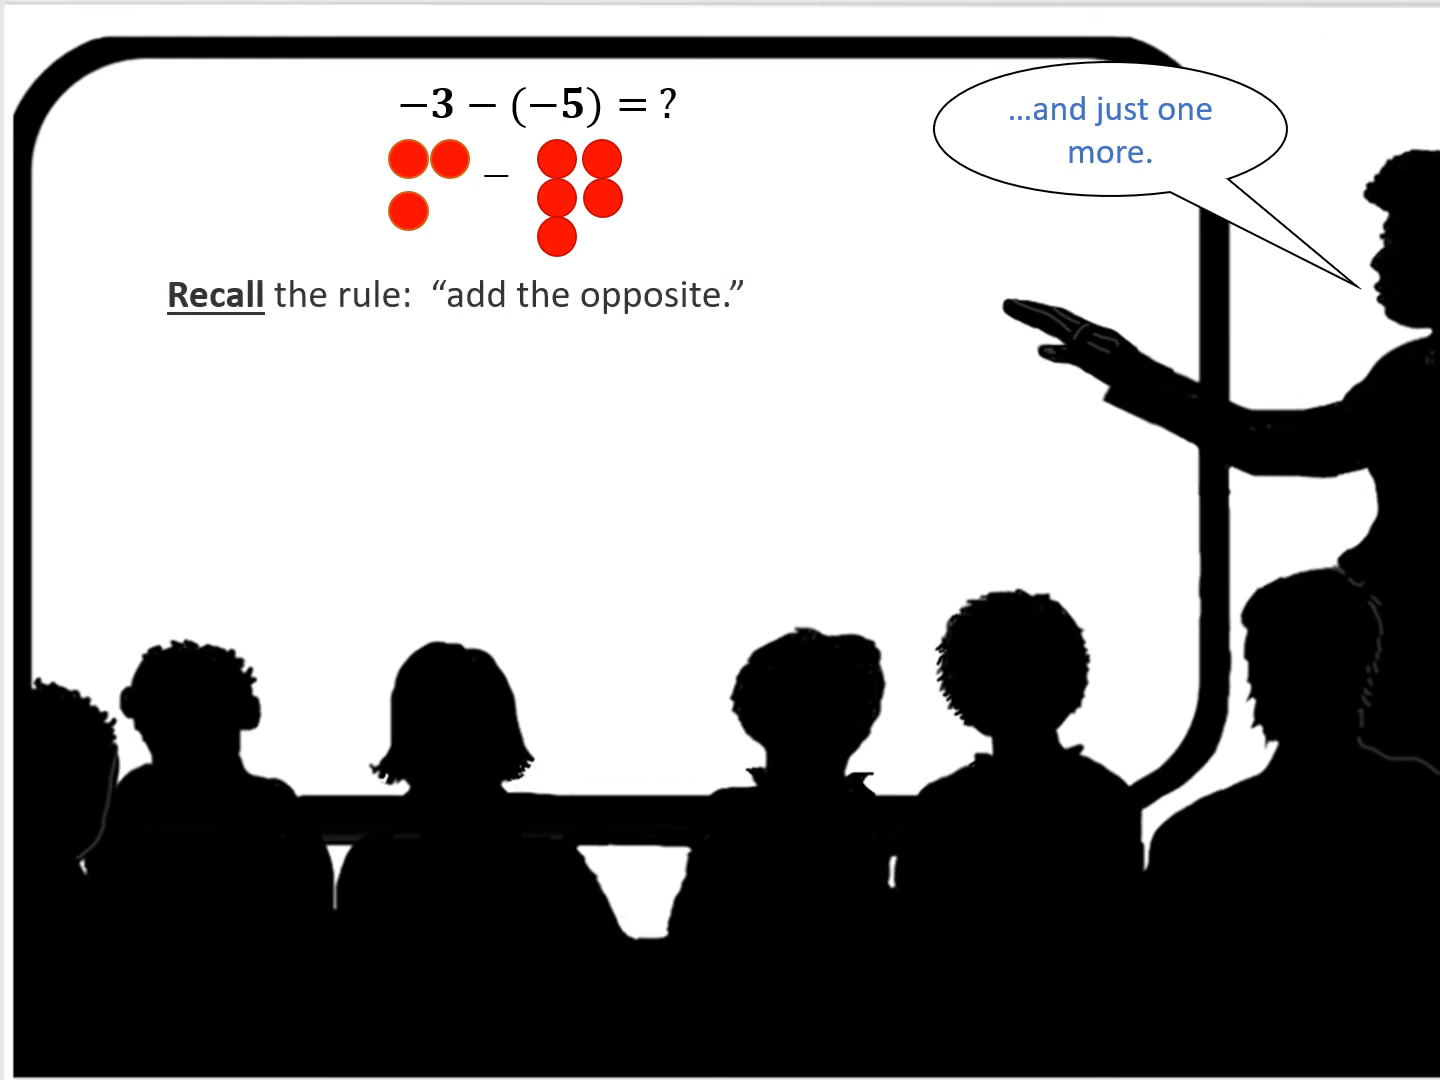 −3 − (−5) = ?
…and just one
more.
–
Recall the rule:  “add the opposite.”